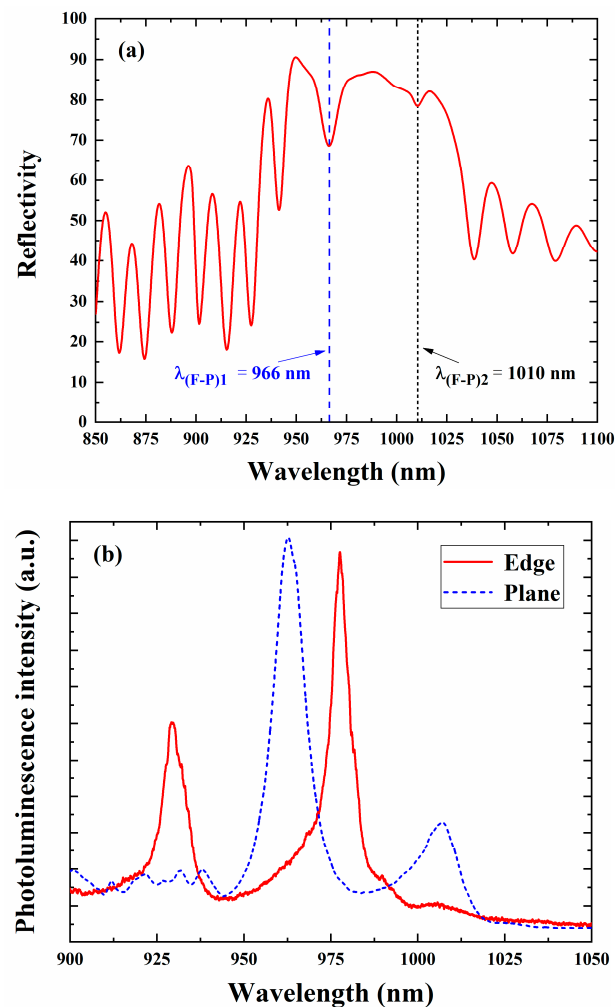 (a)
Reflectivity
100
90
80
70
60
50
40
30
20
10
0
λ(F-P)1 = 966 nm
λ(F-P)2 = 1010 nm
850 875 900 925 950 975 1000 1025 1050 1075 1100
Wavelength (nm)
(b)
Photoluminescence intensity (a.u.)
Edge
Plane
900 925 950 975 1000 1025 1050
Wavelength (nm)